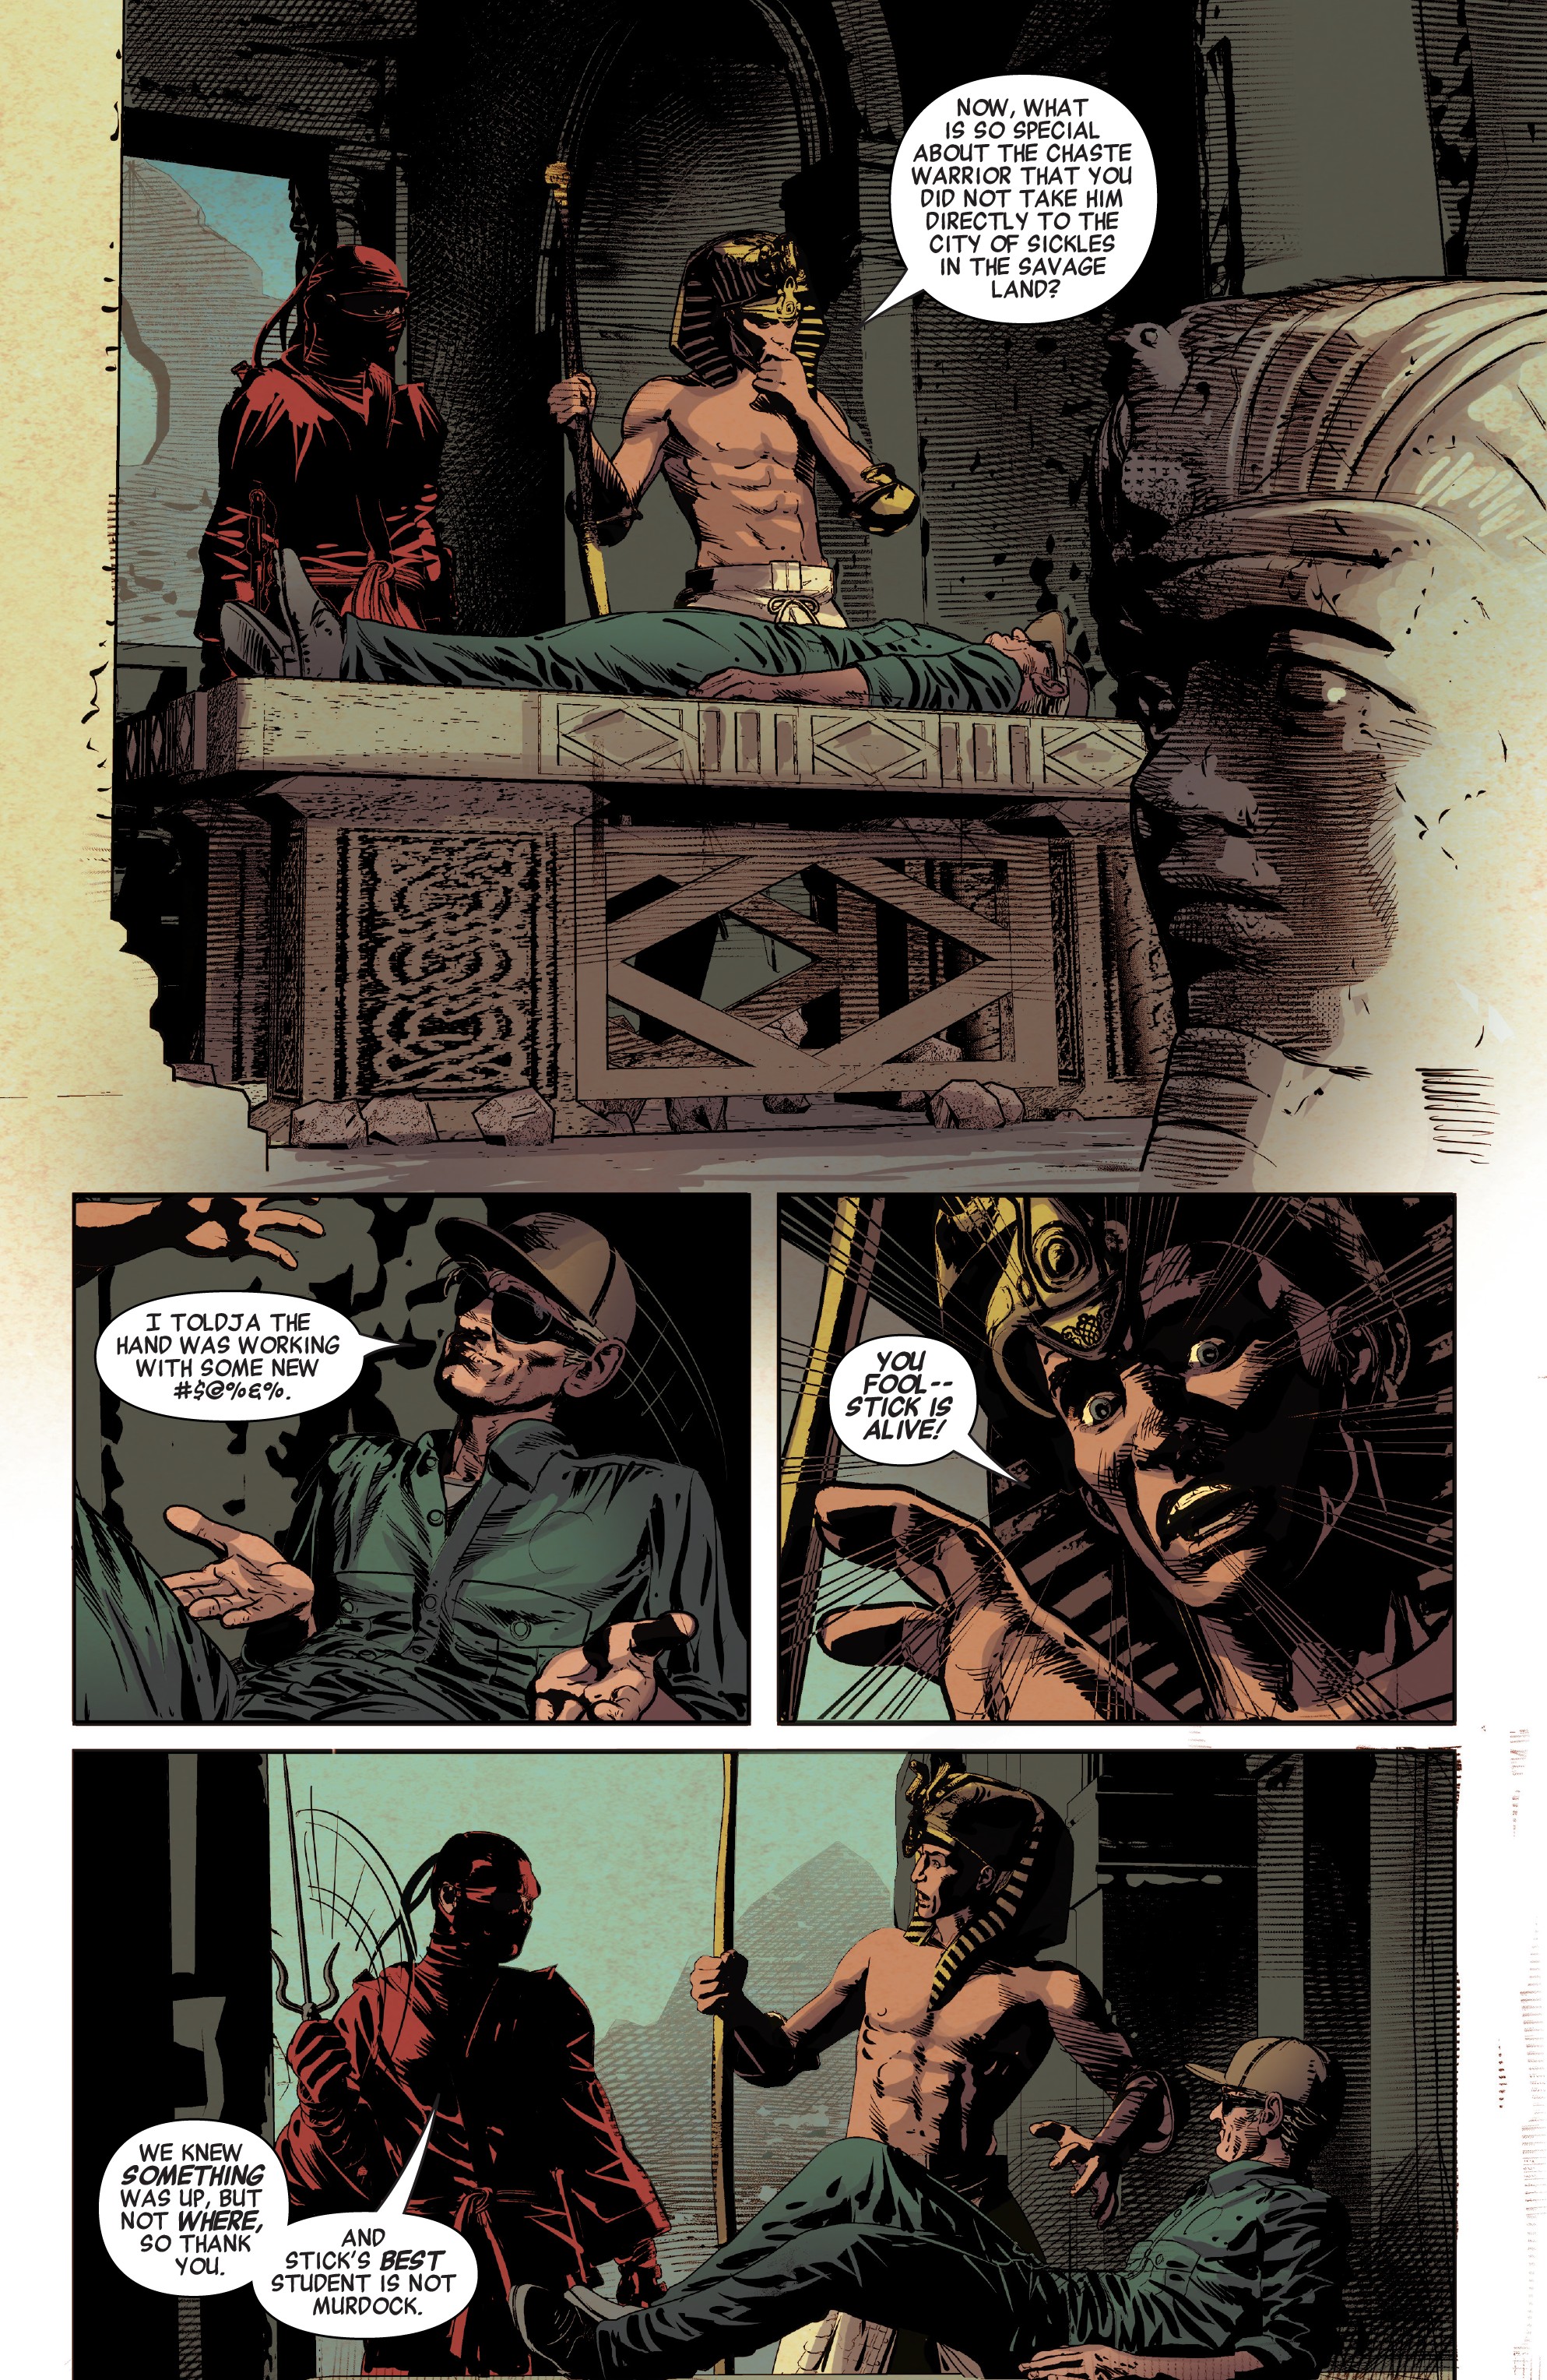 NOW, WHAT
IS SO SPECIAL
ABOUT THE CHASTE
WARRIOR THAT YOU
DID NOT TAKE HIM
DIRECTLY TO THE
CITY OF SICKLES
IN THE SAVAGE
LAND?
I TOLDJA THE
HAND WAS WORKING
WITH SOME NEW
#$@%&%.
YOU
FOOL--
STICK IS
ALIVE!
WE KNEW
SOMETHING
WAS UP, BUT
NOT WHERE,
SO THANK
YOU.
AND
STICK'S BEST
STUDENT IS NOT
MURDOCK.